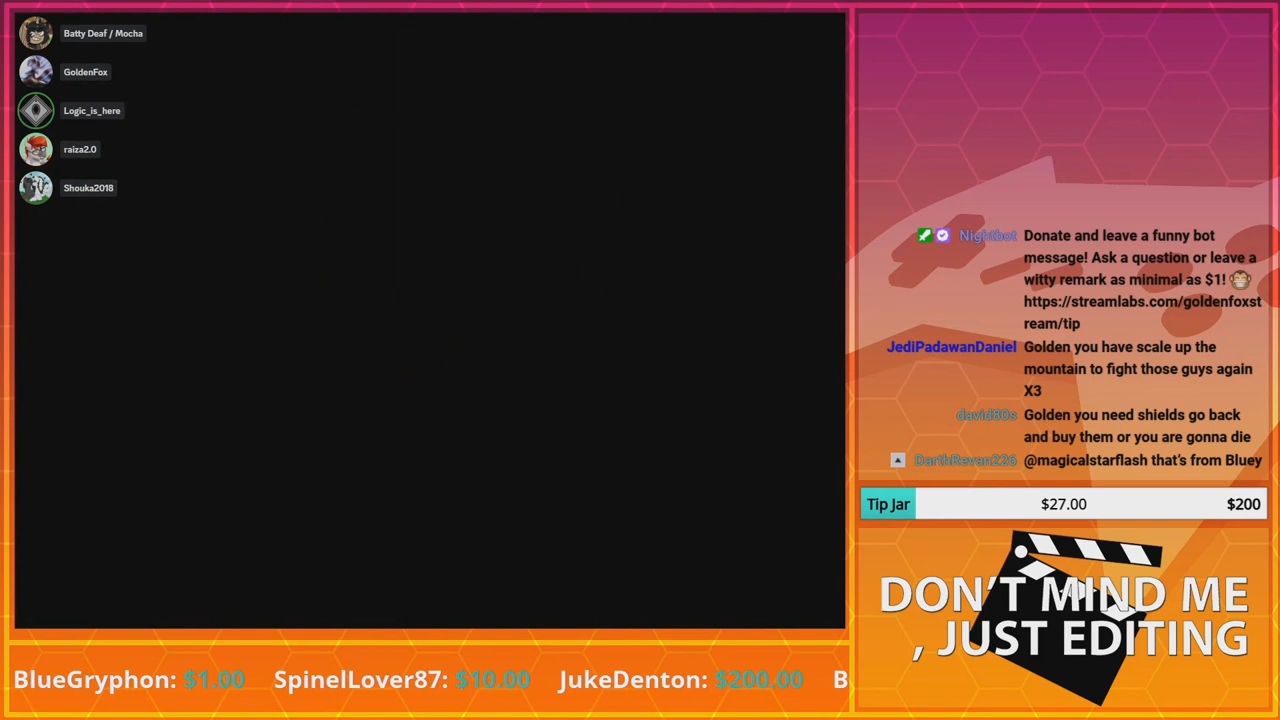 Batty Deaf / Mocha
GoldenFox
Logic_is_here
raiza2.0
Shouka2018
Nightbot Donate and leave a funny bot
message! Ask a question or leave a
witty remark as minimal as $1!
https://streamlabs.com/goldenfoxst
ream/tip
JediPadawanDaniel Golden you have scale up the
mountain to fight those guys again
X3
david80s Golden you need shields go back
and buy them or you are gonna die
DarthRevan226 @magicalstarflash that's from Bluey
Tip Jar $27.00 $200
DON'T MIND ME
, JUST EDITING
BlueGryphon: $1.00 SpinelLover87: $10.00 JukeDenton: $200.00 B